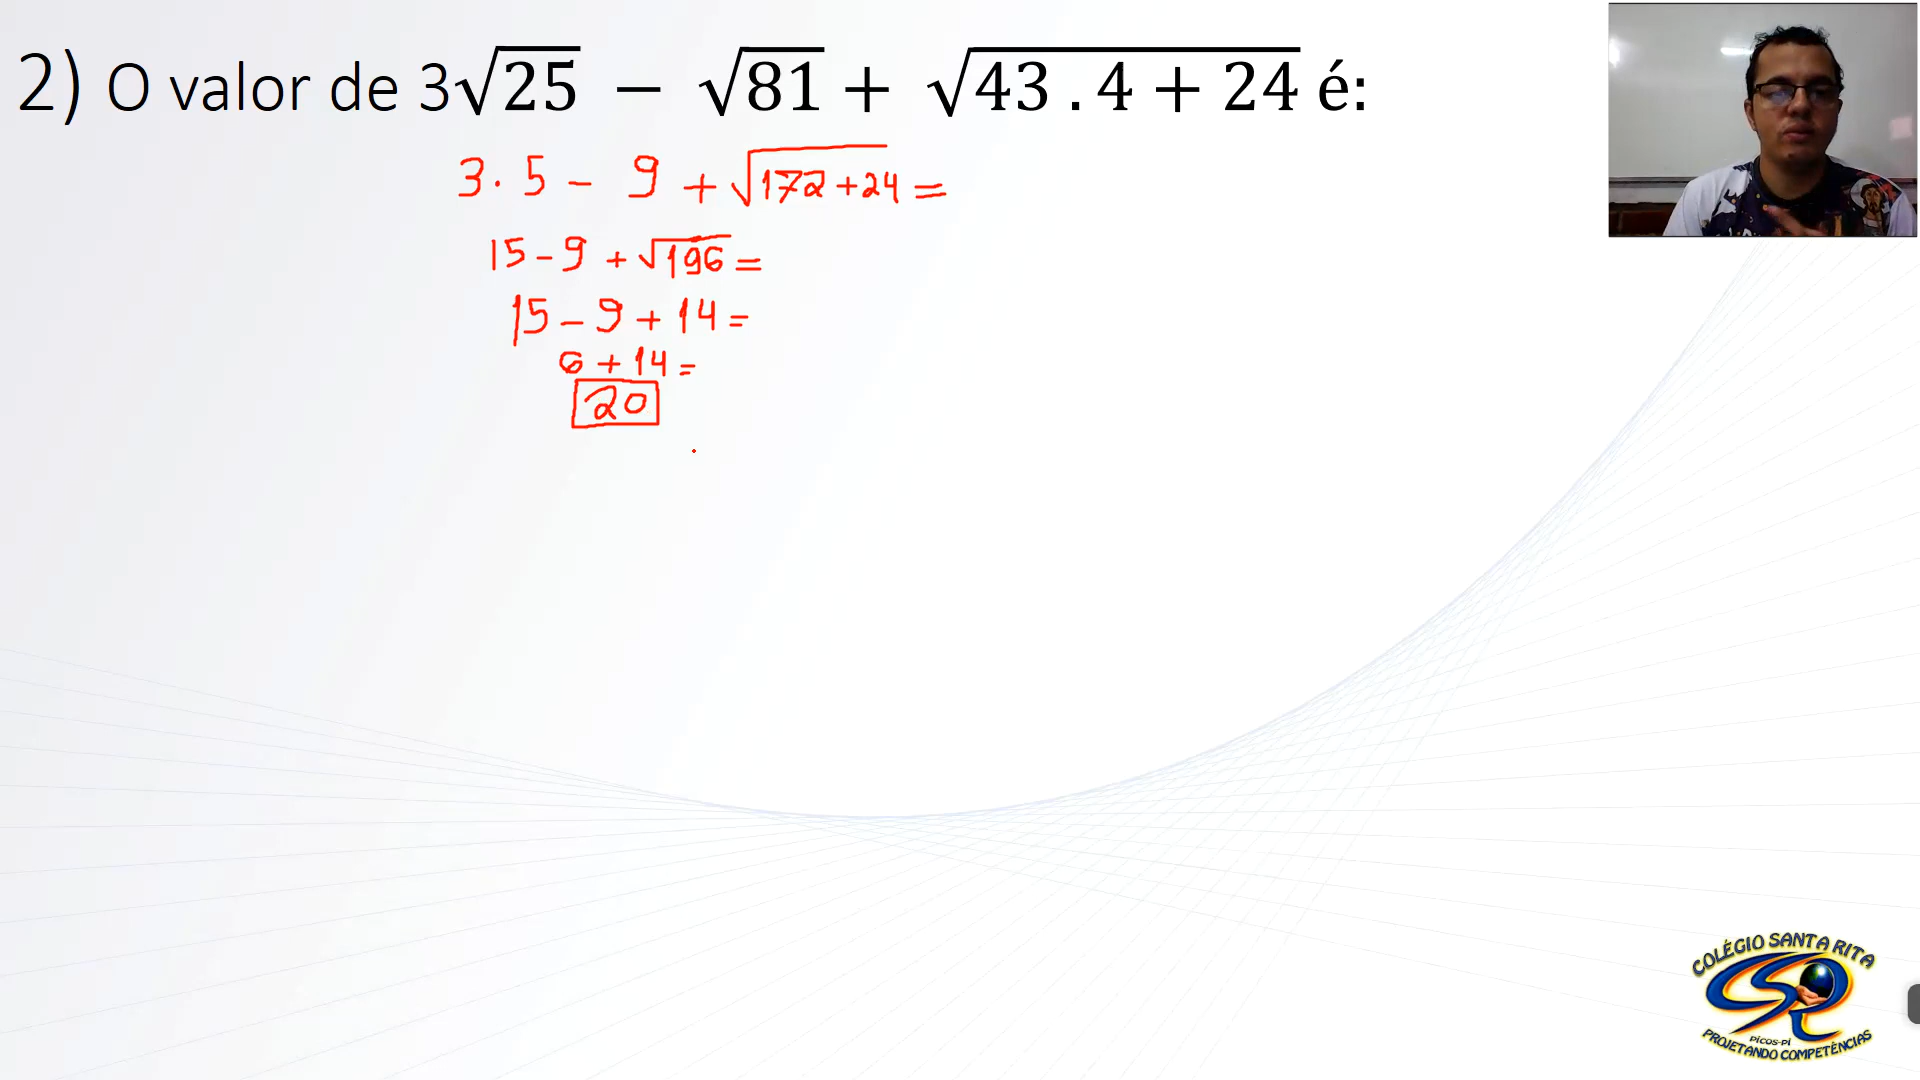 2) O valor de 3√25 − √81 + √43 . 4 + 24 é:
3 . 5 − 9 + √172 + 24 =
15 − 9 + √196 =
15 − 9 + 14 =
6 + 14 =
20
COLÉGIO SANTA RITA
PICOS-PI
PROJETANDO COMPETÊNCIAS